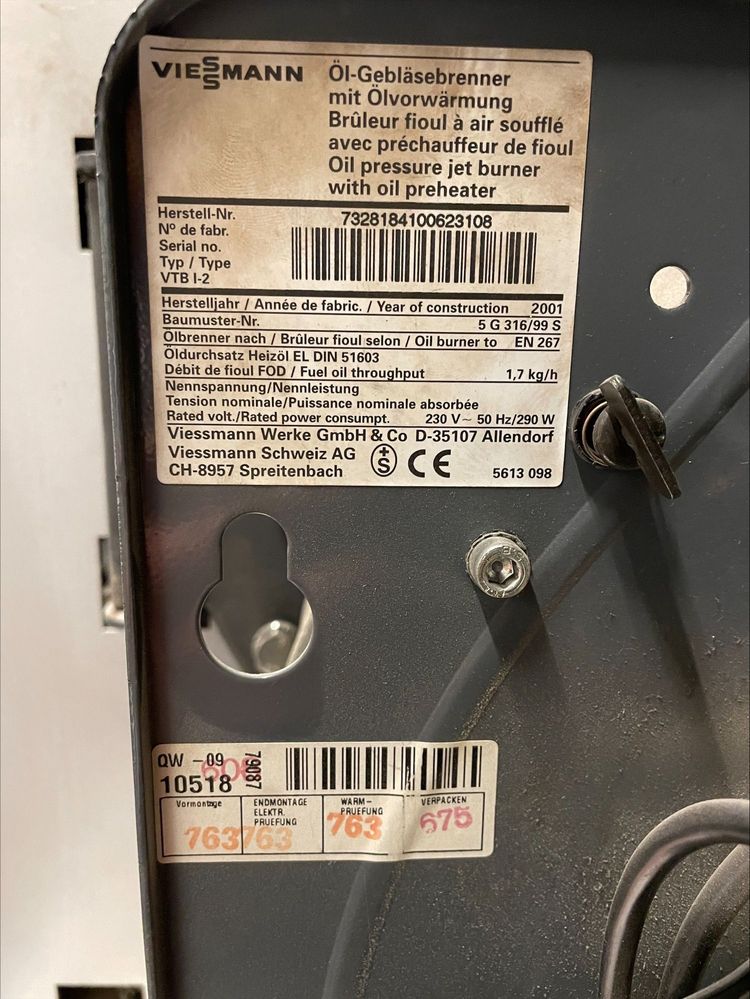 VIESSMANN
Öl-Gebläsebrenner
mit Ölvorwärmung
Brûleur fioul à air soufflé
avec préchauffeur de fioul
Oil pressure jet burner
with oil preheater
Herstell-Nr.
N° de fabr.
Serial no.
7328184100623108
Typ / Type
VTB I-2
Herstelljahr / Année de fabric. / Year of construction 2001
Baumuster-Nr. 5 G 316/99 S
Ölbrenner nach / Brûleur fioul selon / Oil burner to EN 267
Öldurchsatz Heizöl EL DIN 51603
Débit de fioul FOD / Fuel oil throughput 1,7 kg/h
Nennspannung/Nennleistung
Tension nominale/Puissance nominale absorbée
Rated volt./Rated power consumpt. 230 V~ 50 Hz/290 W
Viessmann Werke GmbH & Co D-35107 Allendorf
Viessmann Schweiz AG
CH-8957 Spreitenbach
S CE 5613 098
QW -09
10518
79087
Vormontage
763
ENDMONTAGE
ELEKTR.
PRUEFUNG
763
WARM-
PRUEFUNG
763
VERPACKEN
675